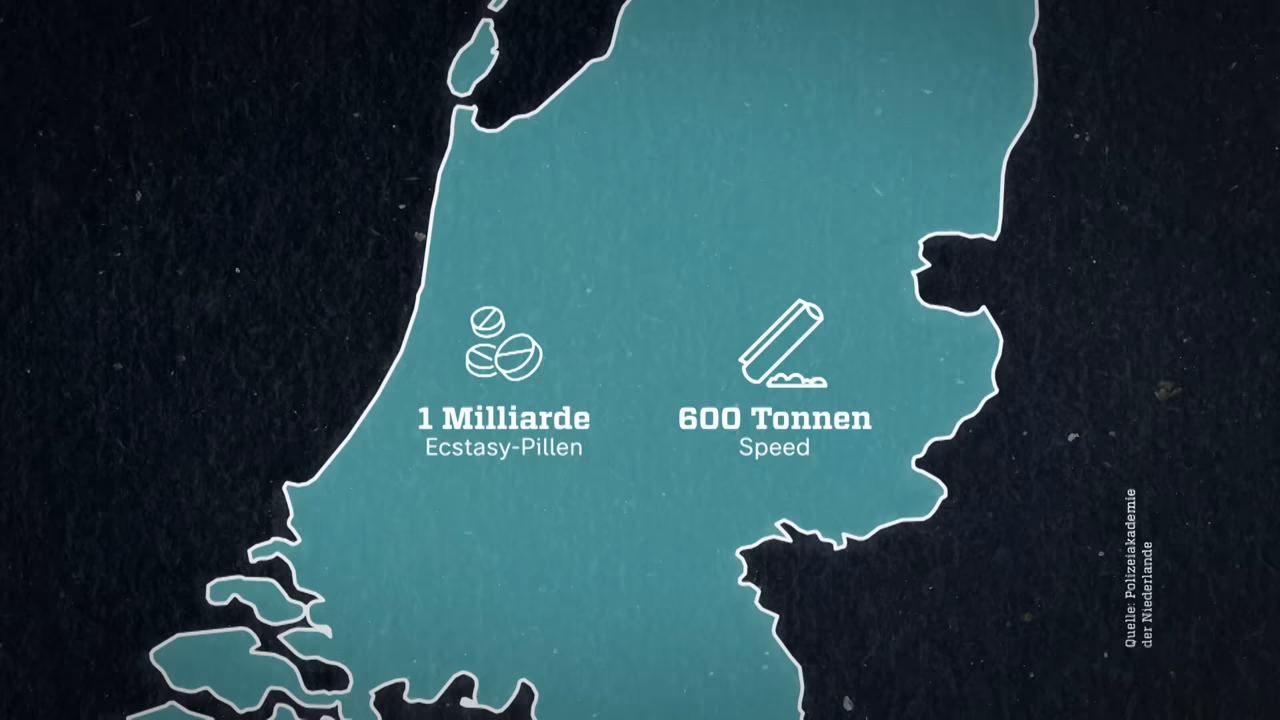 1 Milliarde
Ecstasy-Pillen
600 Tonnen
Speed
Quelle: Polizeiakademie
der Niederlande